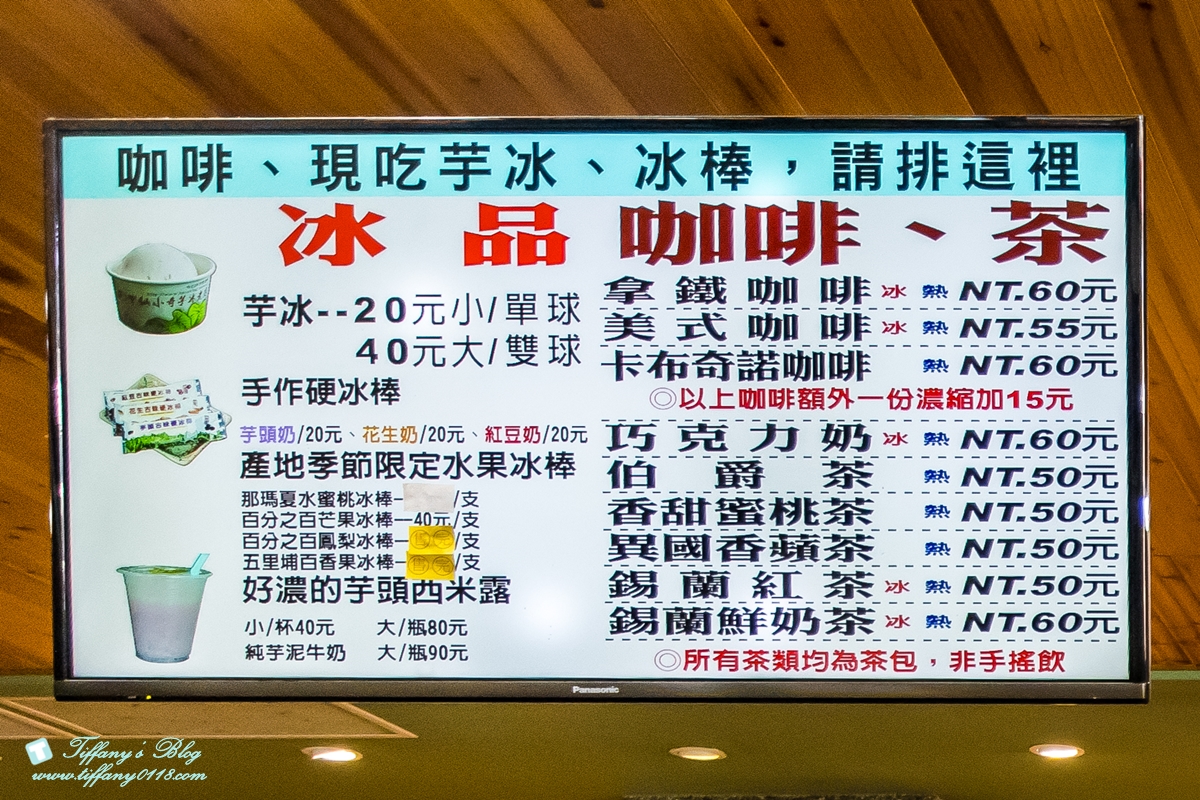 咖啡、現吃芋冰、冰棒，請排這裡
冰品
芋冰--20元小/單球
40元大/雙球
手作硬冰棒
芋頭奶/20元、花生奶/20元、紅豆奶/20元
產地季節限定水果冰棒
那瑪夏水蜜桃冰棒— /支
百分之百芒果冰棒—40元/支
百分之百鳳梨冰棒— /支
五里埔百香果冰棒— /支
好濃的芋頭西米露
小/杯40元 大/瓶80元
純芋泥牛奶 大/瓶90元
咖啡、茶
拿鐵咖啡 冰 熱 NT.60元
美式咖啡 冰 熱 NT.55元
卡布奇諾咖啡 熱 NT.60元
◎以上咖啡額外一份濃縮加15元
巧克力奶 冰 熱 NT.60元
伯爵茶 熱 NT.50元
香甜蜜桃茶 熱 NT.50元
異國香蘋茶 熱 NT.50元
錫蘭紅茶 冰 熱 NT.50元
錫蘭鮮奶茶 冰 熱 NT.60元
◎所有茶類均為茶包，非手搖飲
Panasonic
Tiffany's Blog
www.tiffany0118.com